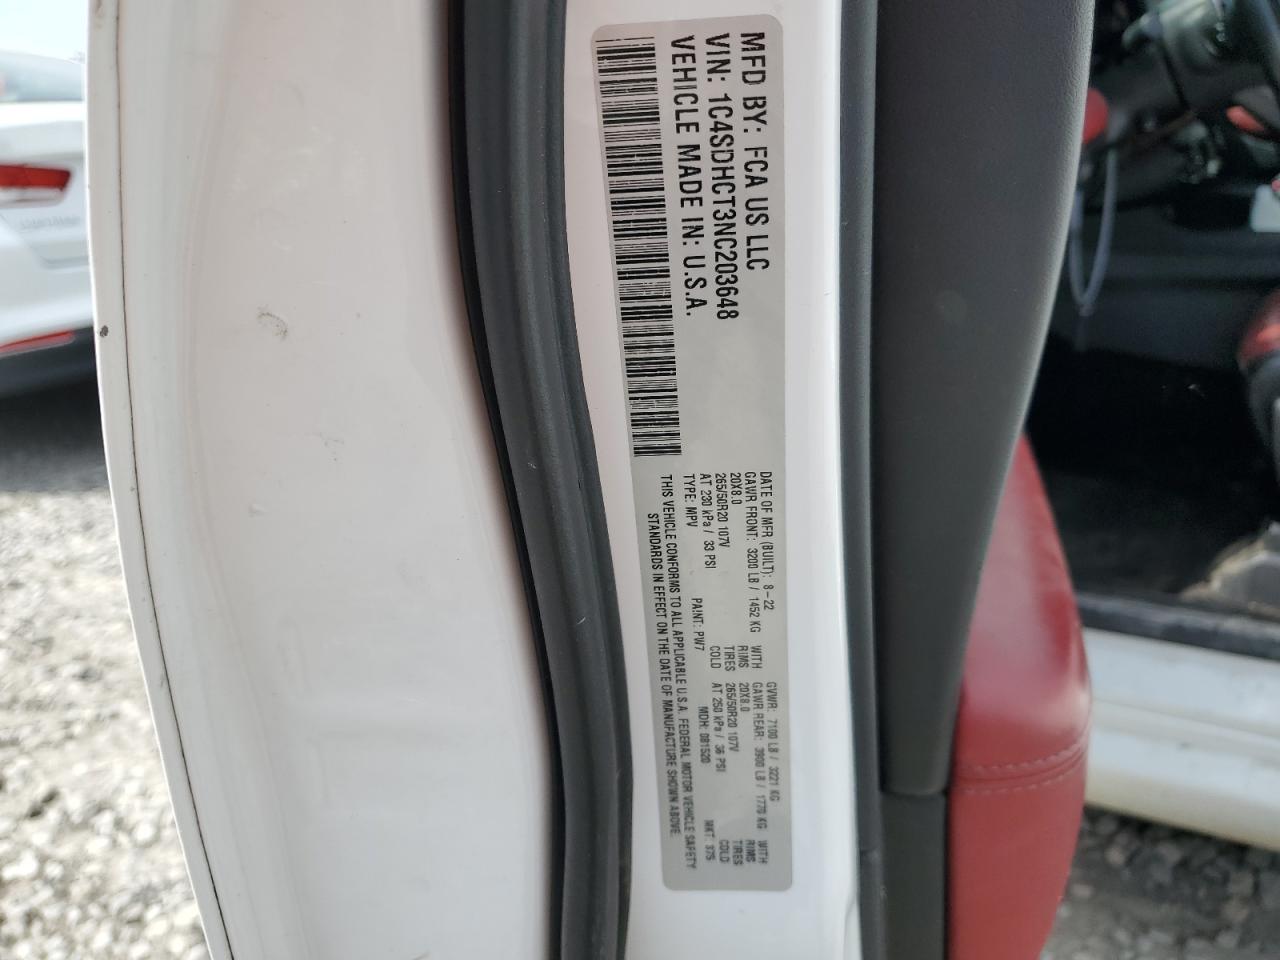 MFD BY: FCA US LLC
VIN: 1C4SDHCT3NC203648
VEHICLE MADE IN: U.S.A.
DATE OF MFR (BUILT): 8-22 GVWR: 7100 LB / 3221 KG
GAWR FRONT: 3200 LB / 1452 KG WITH GAWR REAR: 3900 LB / 1770 KG WITH
20X8.0 RIMS 20X8.0 RIMS
265/50R20 107V TIRES 265/50R20 107V TIRES
AT 230 kPa / 33 PSI COLD AT 250 kPa / 36 PSI COLD
TYPE: MPV PAINT: PW7 MDH: 081520 MKT: 375
THIS VEHICLE CONFORMS TO ALL APPLICABLE U.S.A. FEDERAL MOTOR VEHICLE SAFETY
STANDARDS IN EFFECT ON THE DATE OF MANUFACTURE SHOWN ABOVE.